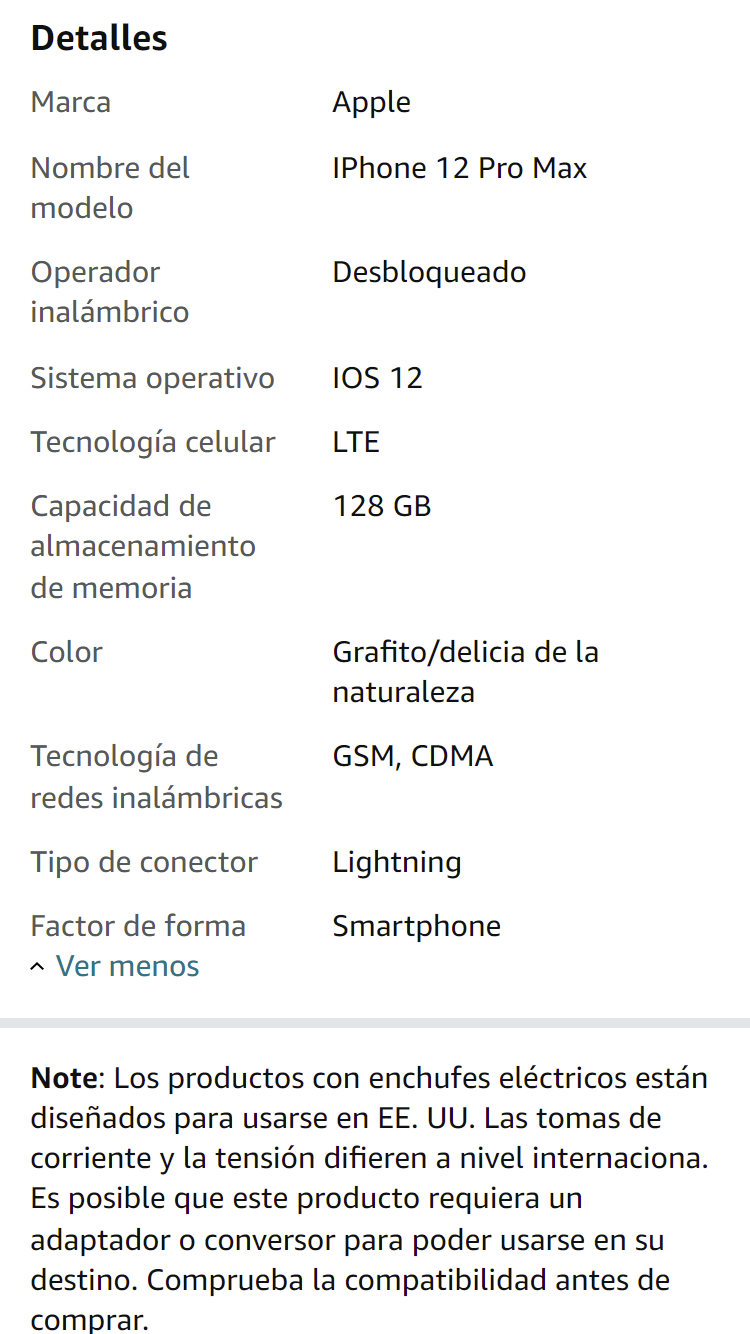 Detalles
Marca Apple
Nombre del IPhone 12 Pro Max
modelo
Operador Desbloqueado
inalámbrico
Sistema operativo IOS 12
Tecnología celular LTE
Capacidad de 128 GB
almacenamiento
de memoria
Color Grafito/delicia de la
naturaleza
Tecnología de GSM, CDMA
redes inalámbricas
Tipo de conector Lightning
Factor de forma Smartphone
Ver menos
Note: Los productos con enchufes eléctricos están
diseñados para usarse en EE. UU. Las tomas de
corriente y la tensión difieren a nivel internaciona.
Es posible que este producto requiera un
adaptador o conversor para poder usarse en su
destino. Comprueba la compatibilidad antes de
comprar.